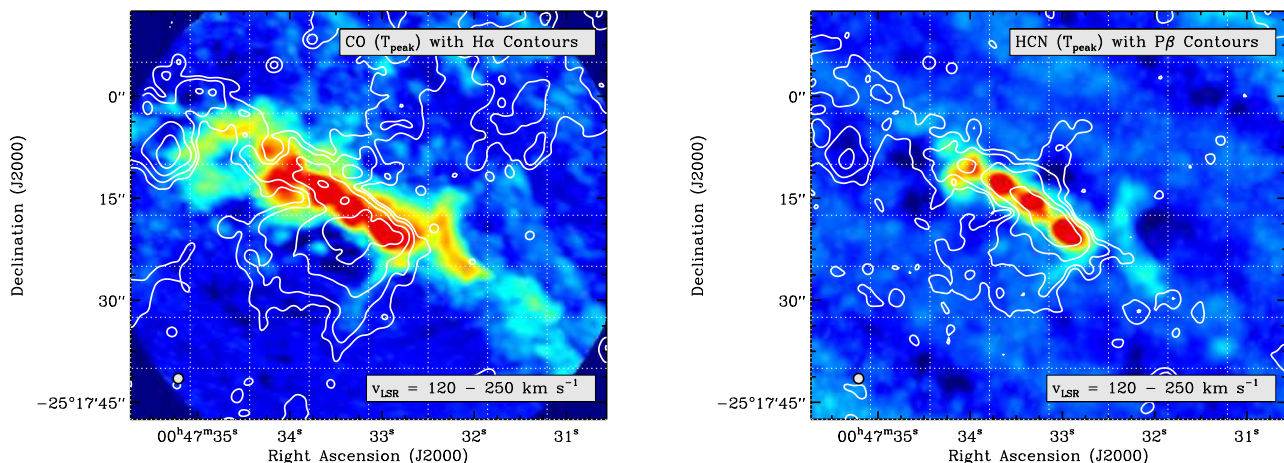 CO (T_peak) with Hα Contours
Declination (J2000)
0″
15″
30″
−25°17′45″
v_LSR = 120 − 250 km s⁻¹
00ʰ47ᵐ35ˢ
34ˢ
33ˢ
32ˢ
31ˢ
Right Ascension (J2000)
HCN (T_peak) with Pβ Contours
Declination (J2000)
0″
15″
30″
−25°17′45″
v_LSR = 120 − 250 km s⁻¹
00ʰ47ᵐ35ˢ
34ˢ
33ˢ
32ˢ
31ˢ
Right Ascension (J2000)